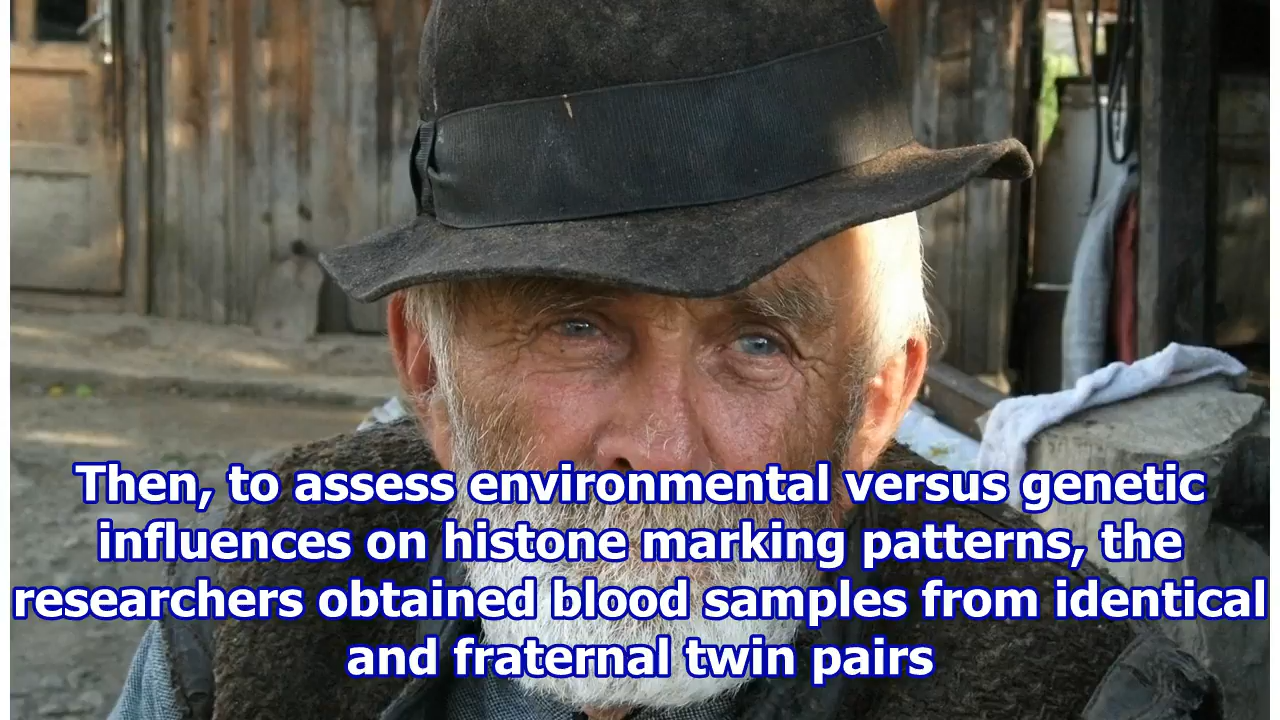 Then, to assess environmental versus genetic
influences on histone marking patterns, the
researchers obtained blood samples from identical
and fraternal twin pairs